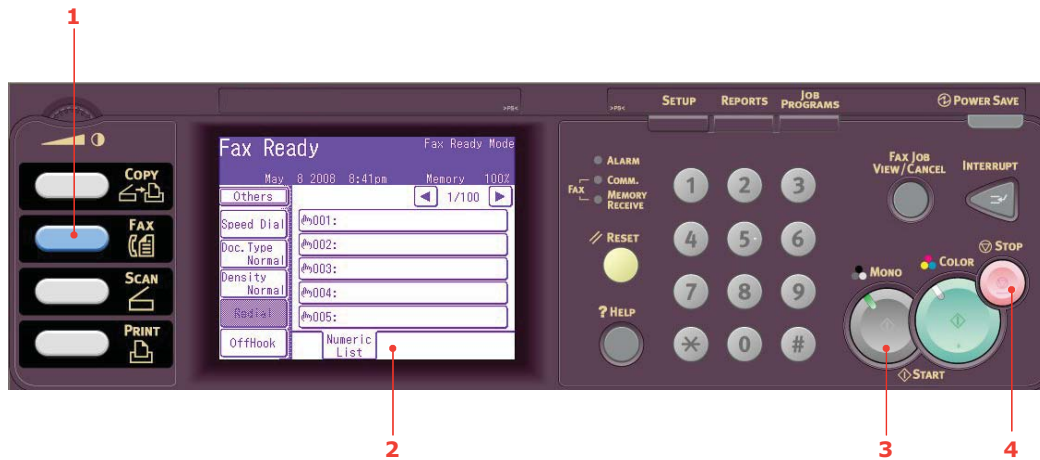 1
>PS<
>PS<
SETUP
REPORTS
JOB
PROGRAMS
POWER SAVE
COPY
FAX
SCAN
PRINT
Fax Ready
Fax Ready Mode
May 8 2008 8:41pm
Memory 100%
Others
1/100
Speed Dial
001:
Doc.Type
Normal
002:
003:
Density
Normal
004:
Redial
005:
OffHook
Numeric
List
ALARM
FAX
COMM.
MEMORY
RECEIVE
RESET
? HELP
1
2
3
4
5
6
7
8
9
*
0
#
FAX JOB
VIEW/CANCEL
INTERRUPT
STOP
MONO
COLOR
START
2
3
4